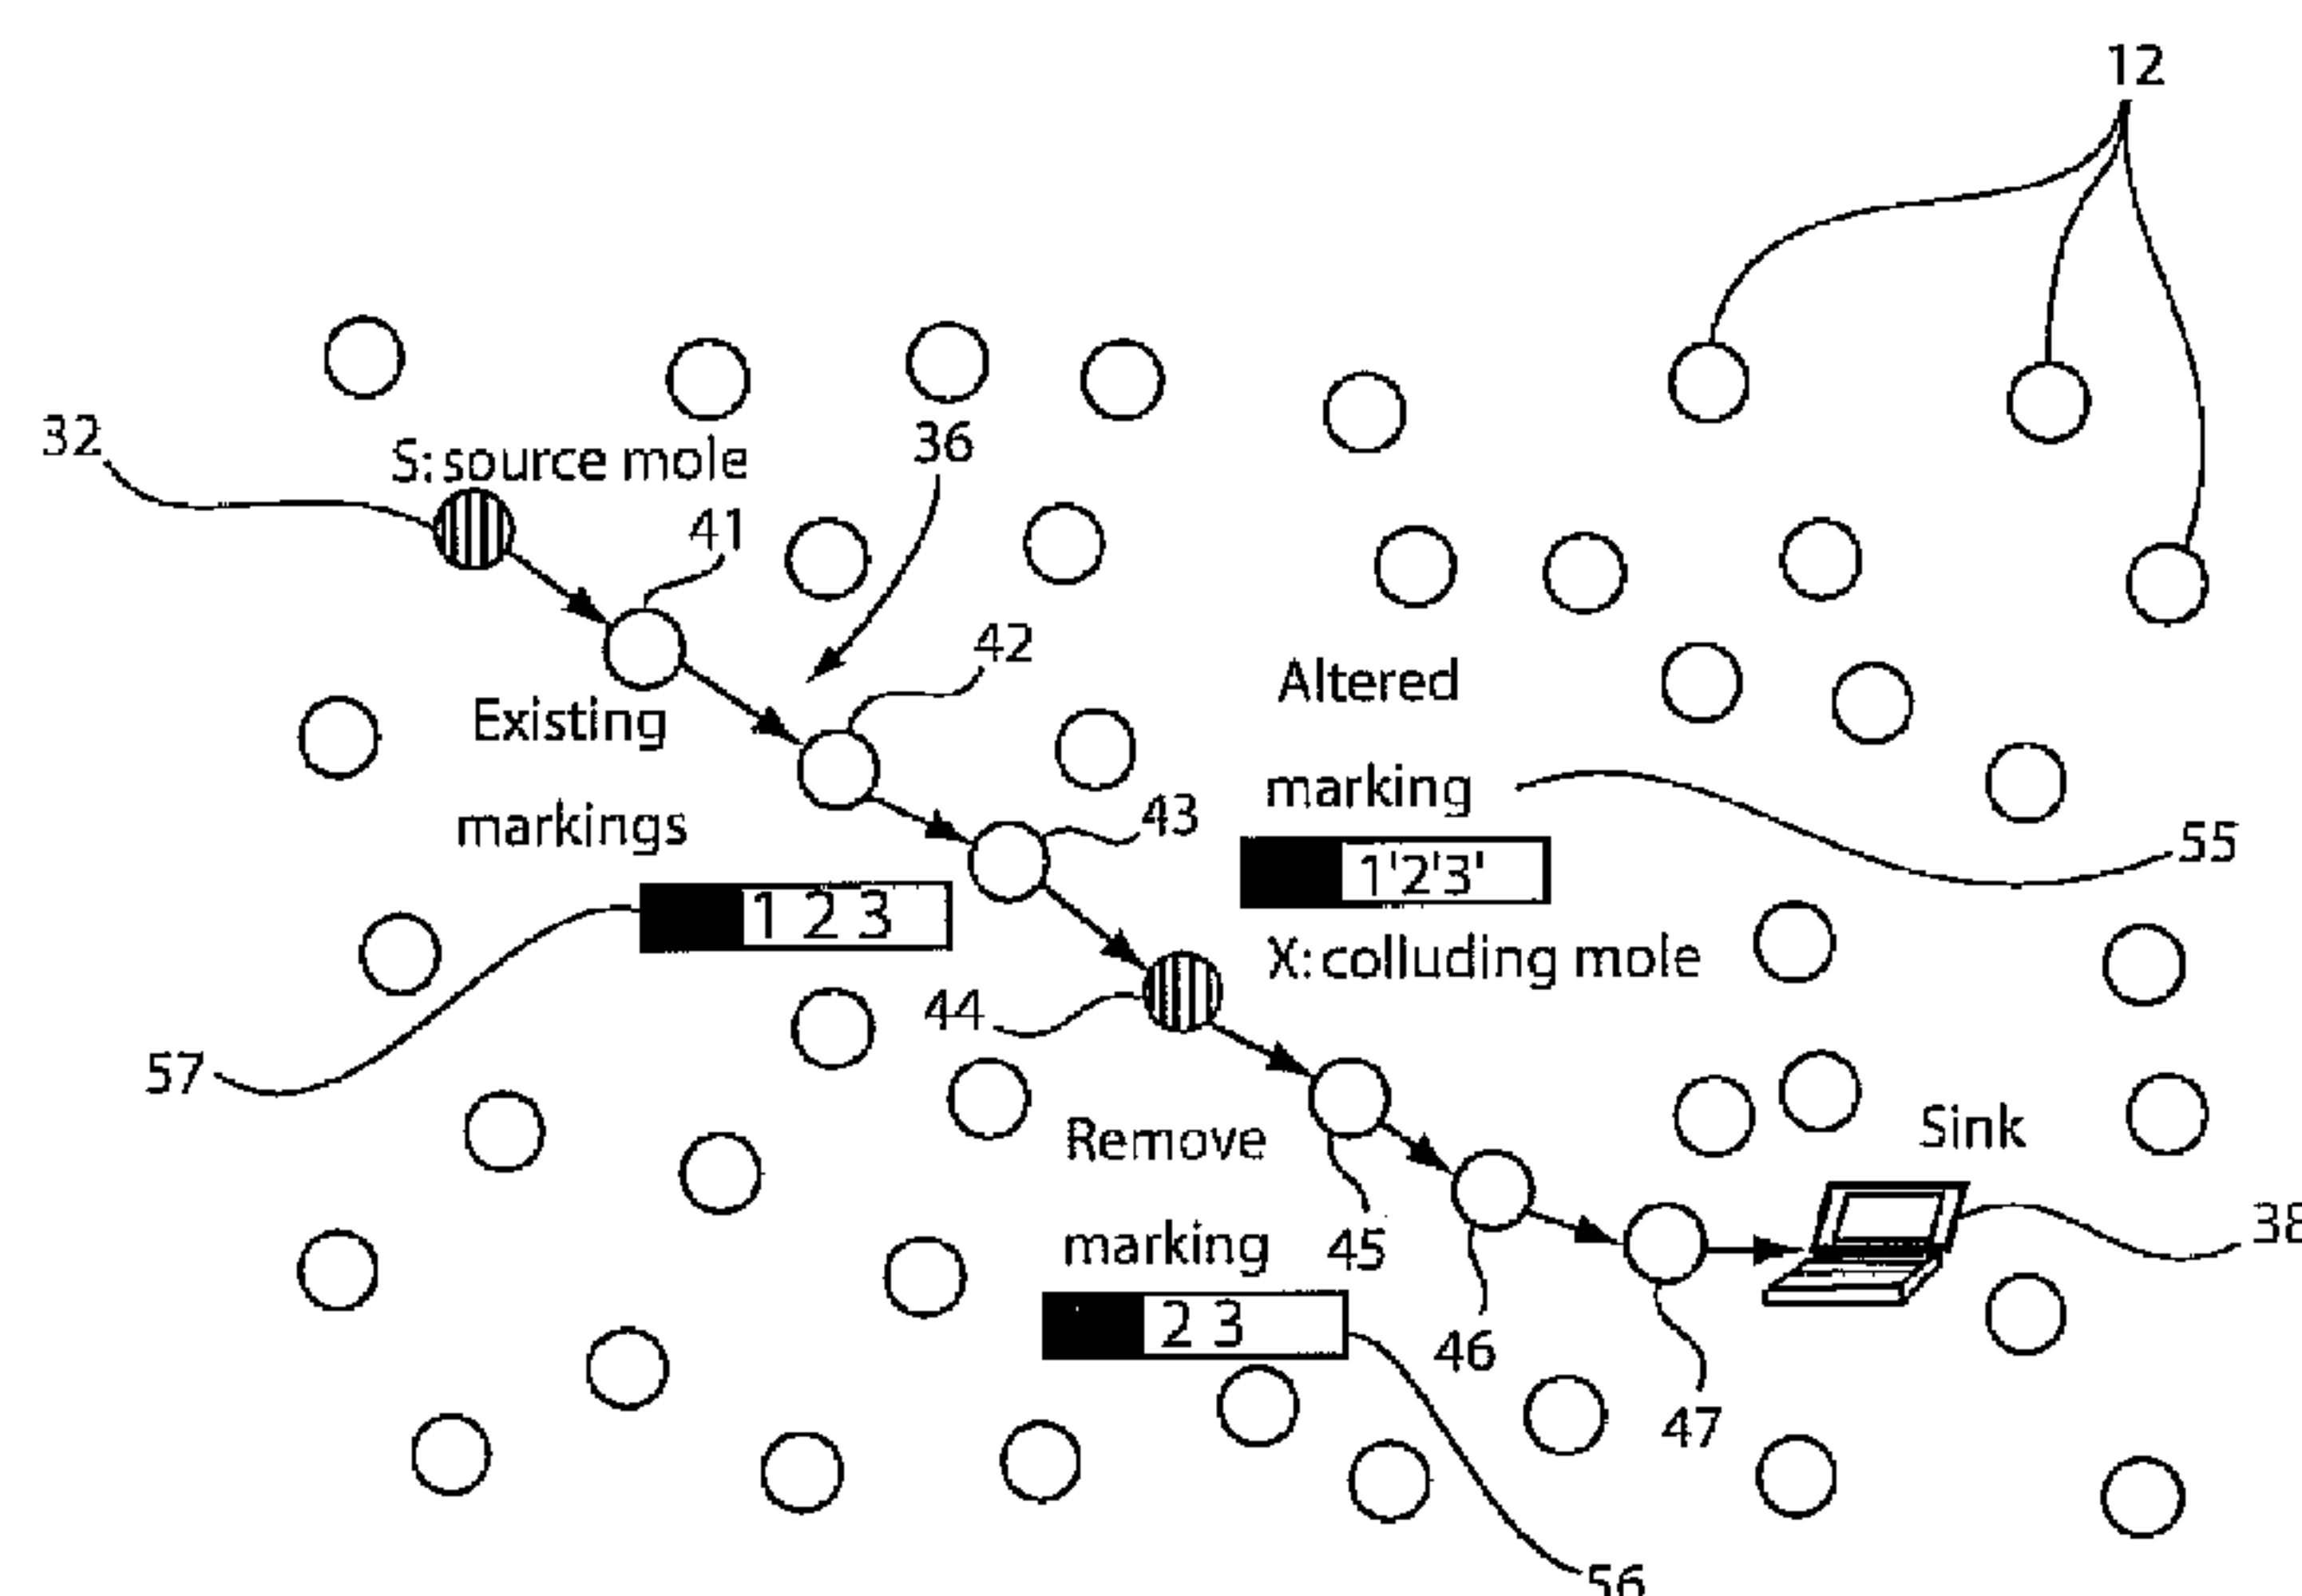 12
32
S: source mole
36
41
42
Existing
markings
Altered
marking
43
1'2'3'
55
1 2 3
X: colluding mole
44
57
Remove
marking
Sink
45
38
2 3
46
47
56